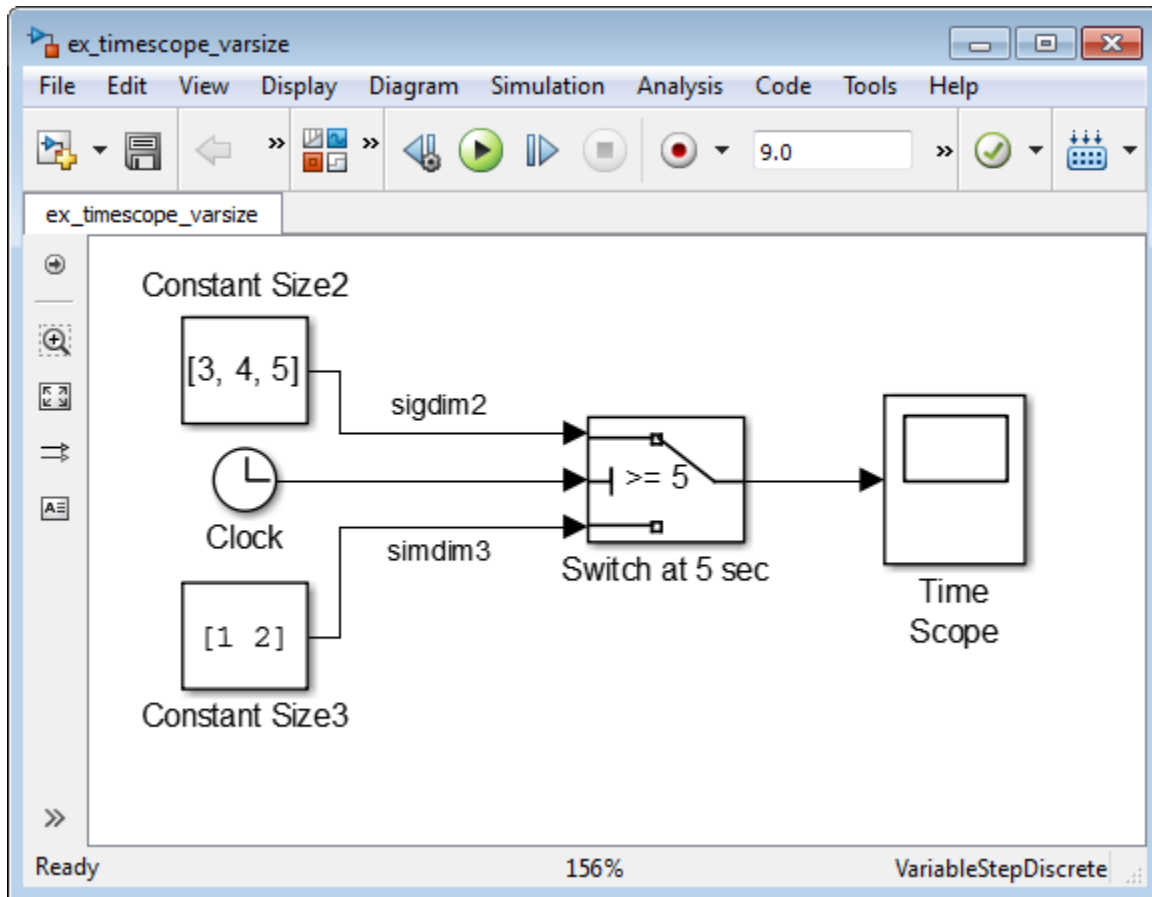 ex_timescope_varsize
File Edit View Display Diagram Simulation Analysis Code Tools Help
9.0
ex_timescope_varsize
Constant Size2
[3, 4, 5]
sigdim2
>= 5
Clock
simdim3
Switch at 5 sec
Time
Scope
[1 2]
Constant Size3
Ready 156% VariableStepDiscrete